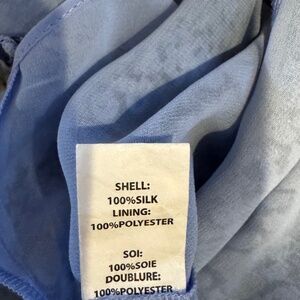 SHELL:
100%SILK
LINING:
100%POLYESTER
SOI:
100%SOIE
DOUBLURE:
100%POLYESTER